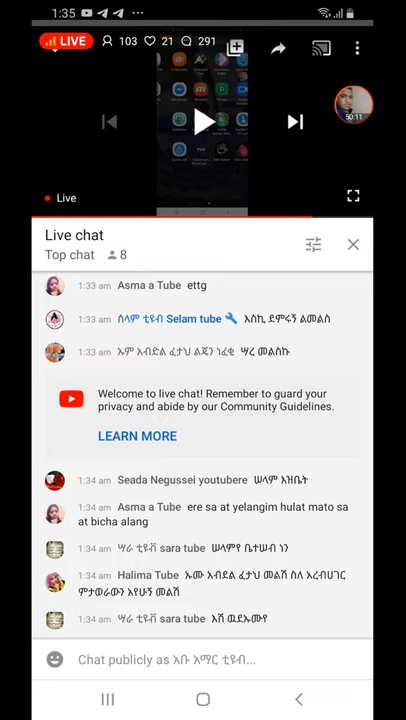 1:35
LIVE 103 21 291
50:11
Live
Live chat
Top chat 8
1:33 am Asma a Tube ettg
1:33 am ሰላም ቲዩብ Selam tube እስኪ ደምሩኝ ልመልስ
1:33 am ኡም አብድል ፈታህ ልጄን ነፈቂ ሣረ መልስኩ
Welcome to live chat! Remember to guard your
privacy and abide by our Community Guidelines.
LEARN MORE
1:34 am Seada Negussei youtubere ሠላም እዝቤት
1:34 am Asma a Tube ere sa at yelangim hulat mato sa
at bicha alang
1:34 am ሣራ ቲዩብ sara tube ሠላምየ ቤተሠብ ነን
1:34 am Halima Tube ኡሙ አብደል ፈታህ መልሽ ስለ አረብሀገር
ምታወራውን አየሁኝ መልሽ
1:34 am ሣራ ቲዩብ sara tube እሽ ዉደኡሙየ
Chat publicly as አቡ አማር ቲዩብ...